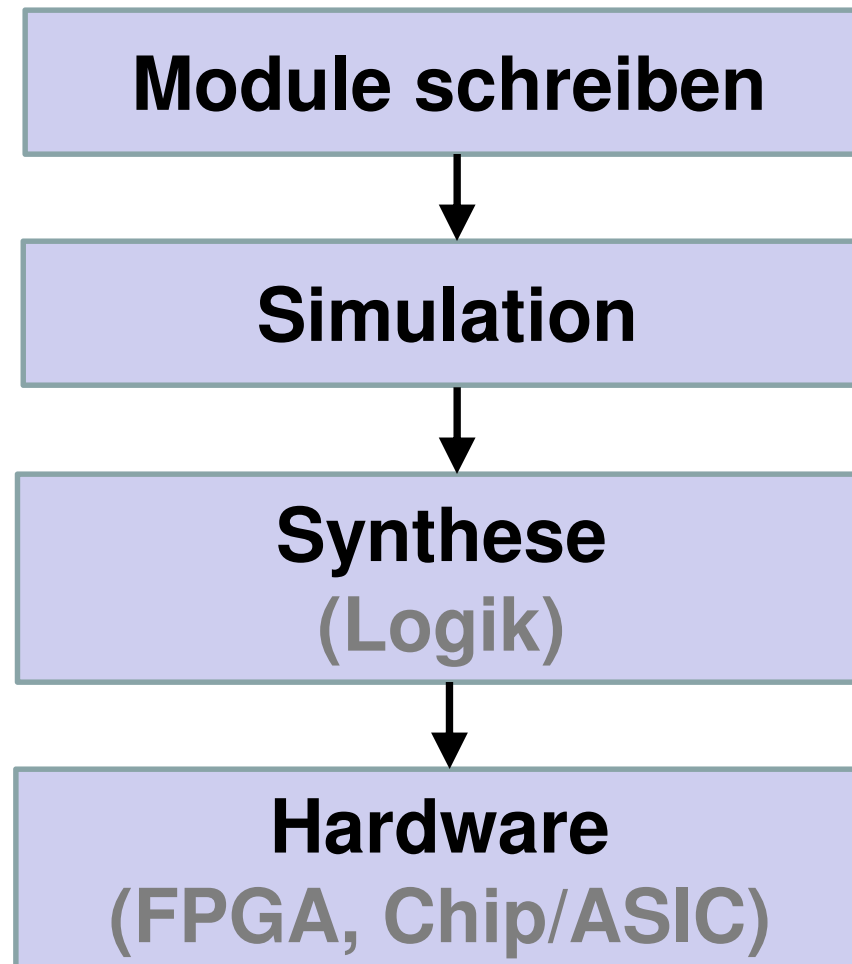 Module schreiben
Simulation
Synthese
(Logik)
Hardware
(FPGA, Chip/ASIC)